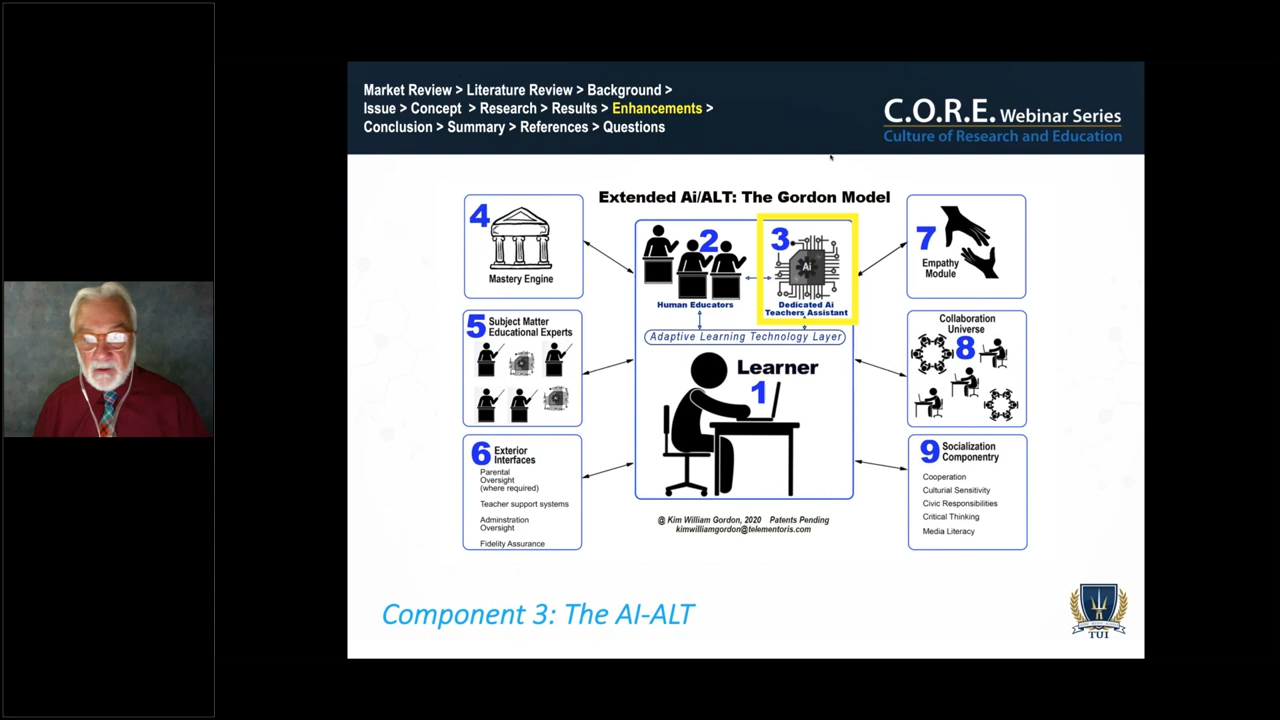 Market Review > Literature Review > Background >
Issue > Concept > Research > Results > Enhancements >
Conclusion > Summary > References > Questions
C.O.R.E. Webinar Series
Culture of Research and Education
Extended Ai/ALT: The Gordon Model
4
Mastery Engine
5 Subject Matter
Educational Experts
6 Exterior
Interfaces
Parental
Oversight
(where required)
Teacher support systems
Adminstration
Oversight
Fidelity Assurance
2
Human Educators
3
Ai
Dedicated Ai
Teachers Assistant
Adaptive Learning Technology Layer
Learner
1
@ Kim William Gordon, 2020 Patents Pending
kimwilliamgordon@telementoris.com
7
Empathy
Module
Collaboration
Universe
8
9 Socialization
Componentry
Cooperation
Culturial Sensitivity
Civic Responsibilities
Critical Thinking
Media Literacy
Component 3: The AI-ALT
TUI